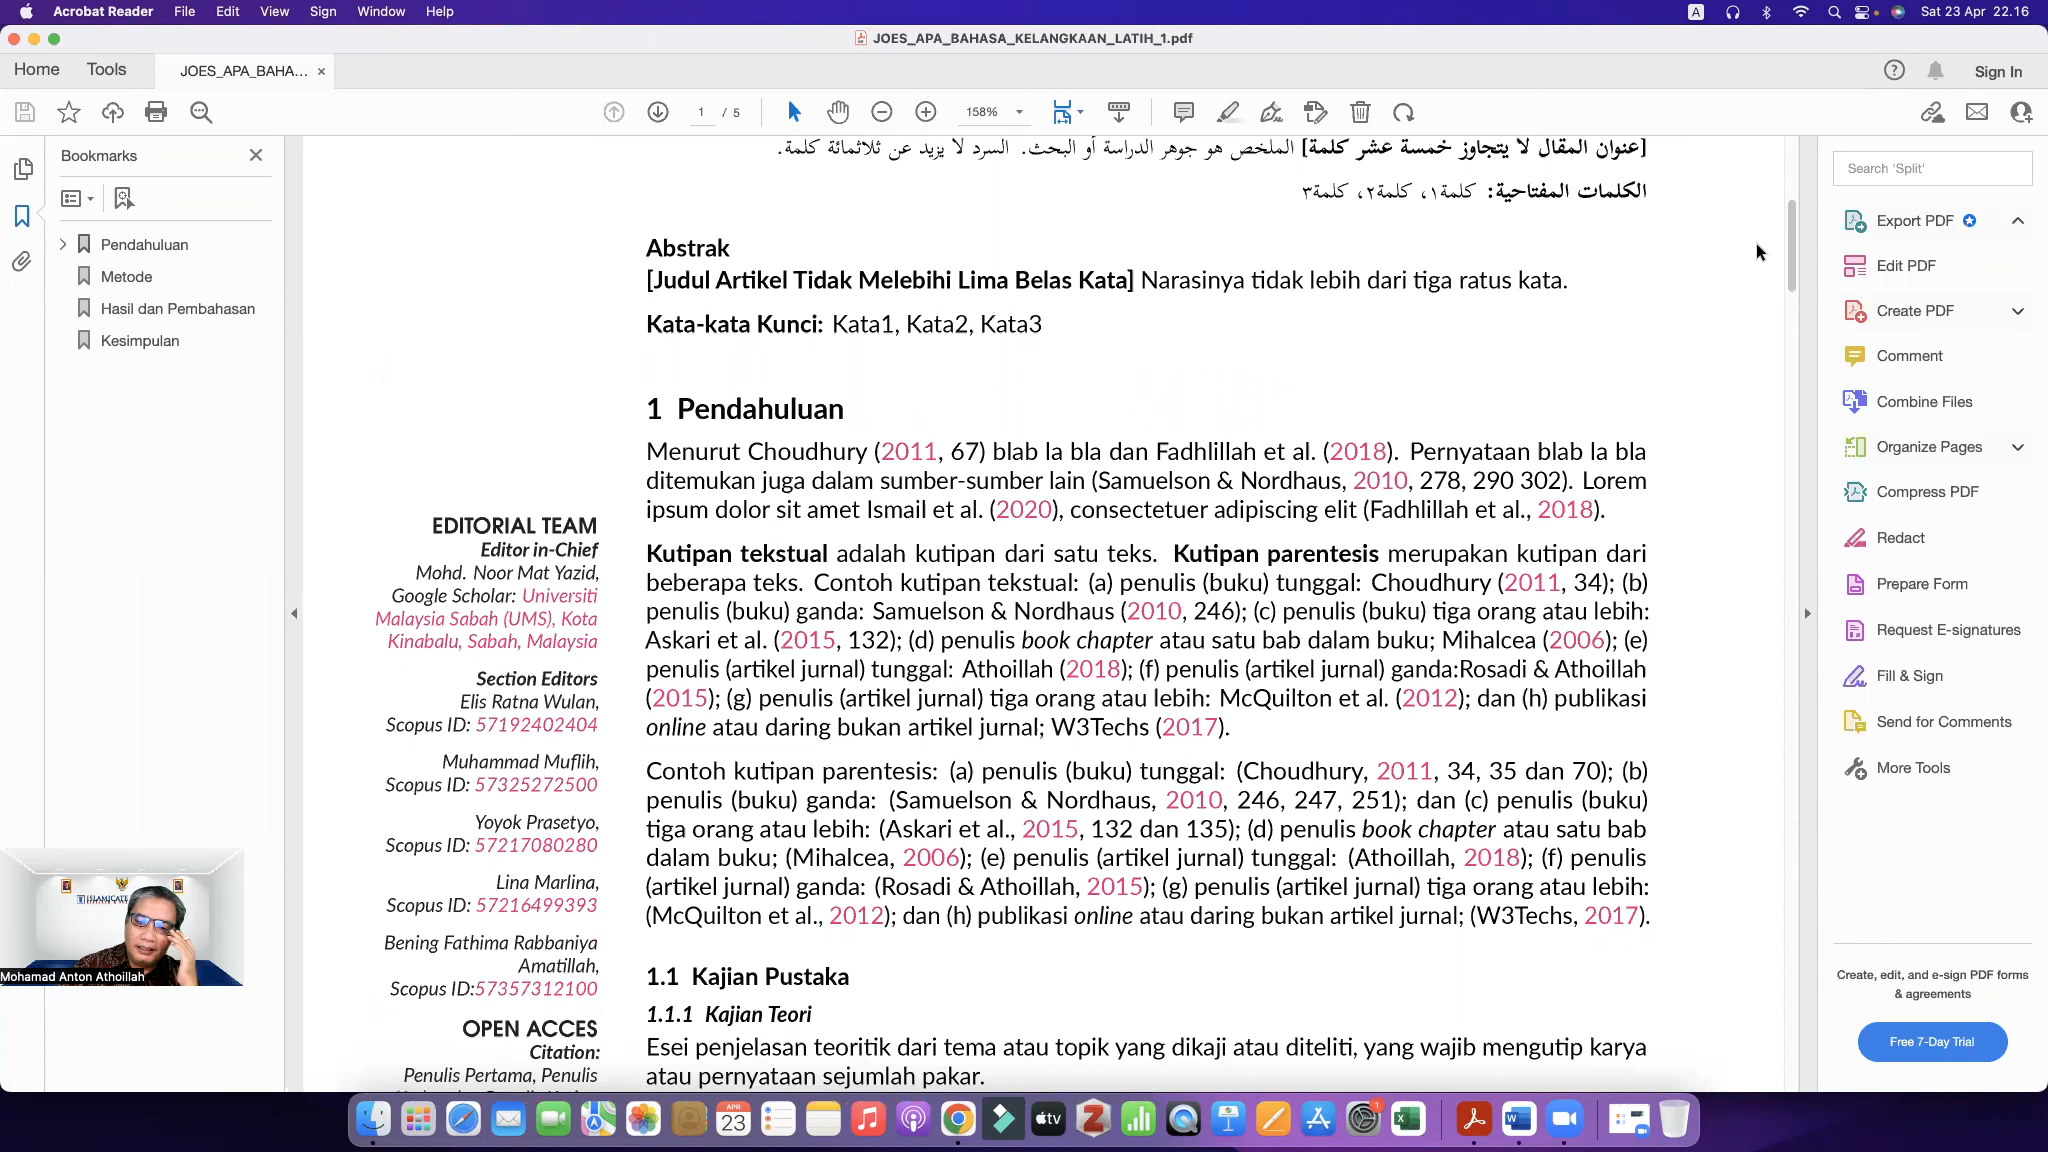 Acrobat Reader File Edit View Sign Window Help
A Sat 23 Apr 22.16
JOES_APA_BAHASA_KELANGKAAN_LATIH_1.pdf
Home Tools JOES_APA_BAHA... × Sign In
1 / 5 158%
Bookmarks
Pendahuluan
Metode
Hasil dan Pembahasan
Kesimpulan
[عنوان المقال لا يتجاوز خمسة عشر كلمة] الملخص هو جوهر الدراسة أو البحث. السرد لا يزيد عن ثلاثمائة كلمة.
الكلمات المفتاحية: كلمة١، كلمة٢، كلمة٣
Abstrak
[Judul Artikel Tidak Melebihi Lima Belas Kata] Narasinya tidak lebih dari tiga ratus kata.
Kata-kata Kunci: Kata1, Kata2, Kata3
1 Pendahuluan
Menurut Choudhury (2011, 67) blab la bla dan Fadhlillah et al. (2018). Pernyataan blab la bla
ditemukan juga dalam sumber-sumber lain (Samuelson & Nordhaus, 2010, 278, 290 302). Lorem
ipsum dolor sit amet Ismail et al. (2020), consectetuer adipiscing elit (Fadhlillah et al., 2018).
Kutipan tekstual adalah kutipan dari satu teks. Kutipan parentesis merupakan kutipan dari
beberapa teks. Contoh kutipan tekstual: (a) penulis (buku) tunggal: Choudhury (2011, 34); (b)
penulis (buku) ganda: Samuelson & Nordhaus (2010, 246); (c) penulis (buku) tiga orang atau lebih:
Askari et al. (2015, 132); (d) penulis book chapter atau satu bab dalam buku; Mihalcea (2006); (e)
penulis (artikel jurnal) tunggal: Athoillah (2018); (f) penulis (artikel jurnal) ganda:Rosadi & Athoillah
(2015); (g) penulis (artikel jurnal) tiga orang atau lebih: McQuilton et al. (2012); dan (h) publikasi
online atau daring bukan artikel jurnal; W3Techs (2017).
Contoh kutipan parentesis: (a) penulis (buku) tunggal: (Choudhury, 2011, 34, 35 dan 70); (b)
penulis (buku) ganda: (Samuelson & Nordhaus, 2010, 246, 247, 251); dan (c) penulis (buku)
tiga orang atau lebih: (Askari et al., 2015, 132 dan 135); (d) penulis book chapter atau satu bab
dalam buku; (Mihalcea, 2006); (e) penulis (artikel jurnal) tunggal: (Athoillah, 2018); (f) penulis
(artikel jurnal) ganda: (Rosadi & Athoillah, 2015); (g) penulis (artikel jurnal) tiga orang atau lebih:
(McQuilton et al., 2012); dan (h) publikasi online atau daring bukan artikel jurnal; (W3Techs, 2017).
1.1 Kajian Pustaka
1.1.1 Kajian Teori
Esei penjelasan teoritik dari tema atau topik yang dikaji atau diteliti, yang wajib mengutip karya
atau pernyataan sejumlah pakar.
EDITORIAL TEAM
Editor in-Chief
Mohd. Noor Mat Yazid,
Google Scholar: Universiti
Malaysia Sabah (UMS), Kota
Kinabalu, Sabah, Malaysia
Section Editors
Elis Ratna Wulan,
Scopus ID: 57192402404
Muhammad Muflih,
Scopus ID: 57325272500
Yoyok Prasetyo,
Scopus ID: 57217080280
Lina Marlina,
Scopus ID: 57216499393
Bening Fathima Rabbaniya
Amatillah,
Scopus ID:57357312100
OPEN ACCES
Citation:
Penulis Pertama, Penulis
Mohamad Anton Athoillah
Search 'Split'
Export PDF
Edit PDF
Create PDF
Comment
Combine Files
Organize Pages
Compress PDF
Redact
Prepare Form
Request E-signatures
Fill & Sign
Send for Comments
More Tools
Create, edit, and e-sign PDF forms
& agreements
Free 7-Day Trial
APR
23
tv
1